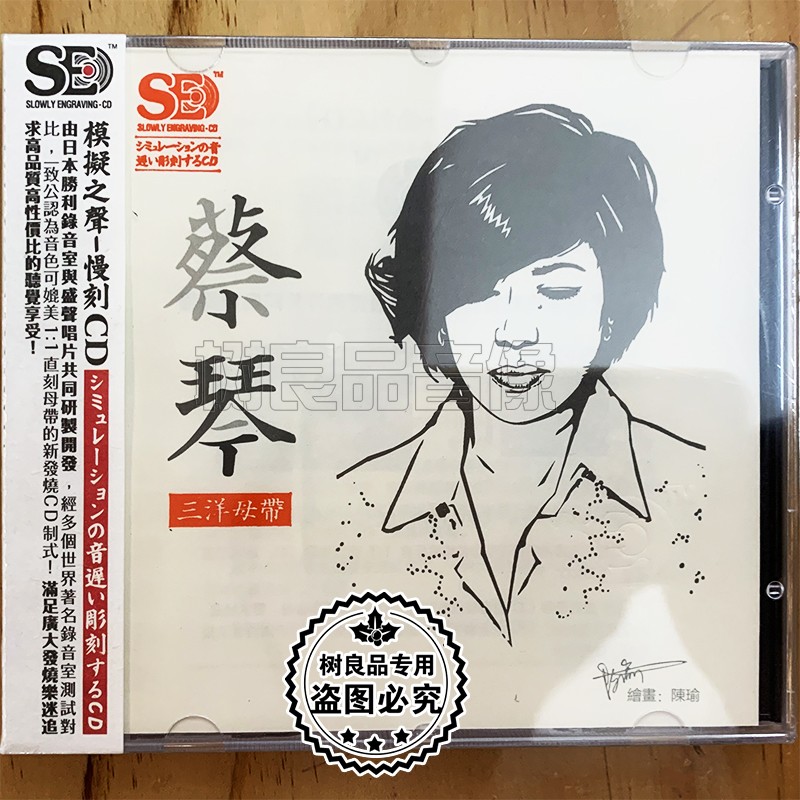 SED™
SLOWLY ENGRAVING·CD
模擬之聲—慢刻CD シミュレーションの音遅い彫刻するCD
由日本勝利錄音室與盛聲唱片共同研製開發，經多個世界著名錄音室測試對
比，一致公認為音色可媲美1:1直刻母帶的新發燒CD制式！滿足廣大發燒樂迷追
求高品質高性價比的聽覺享受！
SED™
SLOWLY ENGRAVING·CD
シミュレーションの音
遅い彫刻するCD
蔡琴
三洋母帶
树良品音像
繪畫：陳瑜
树良品专用
盗图必究